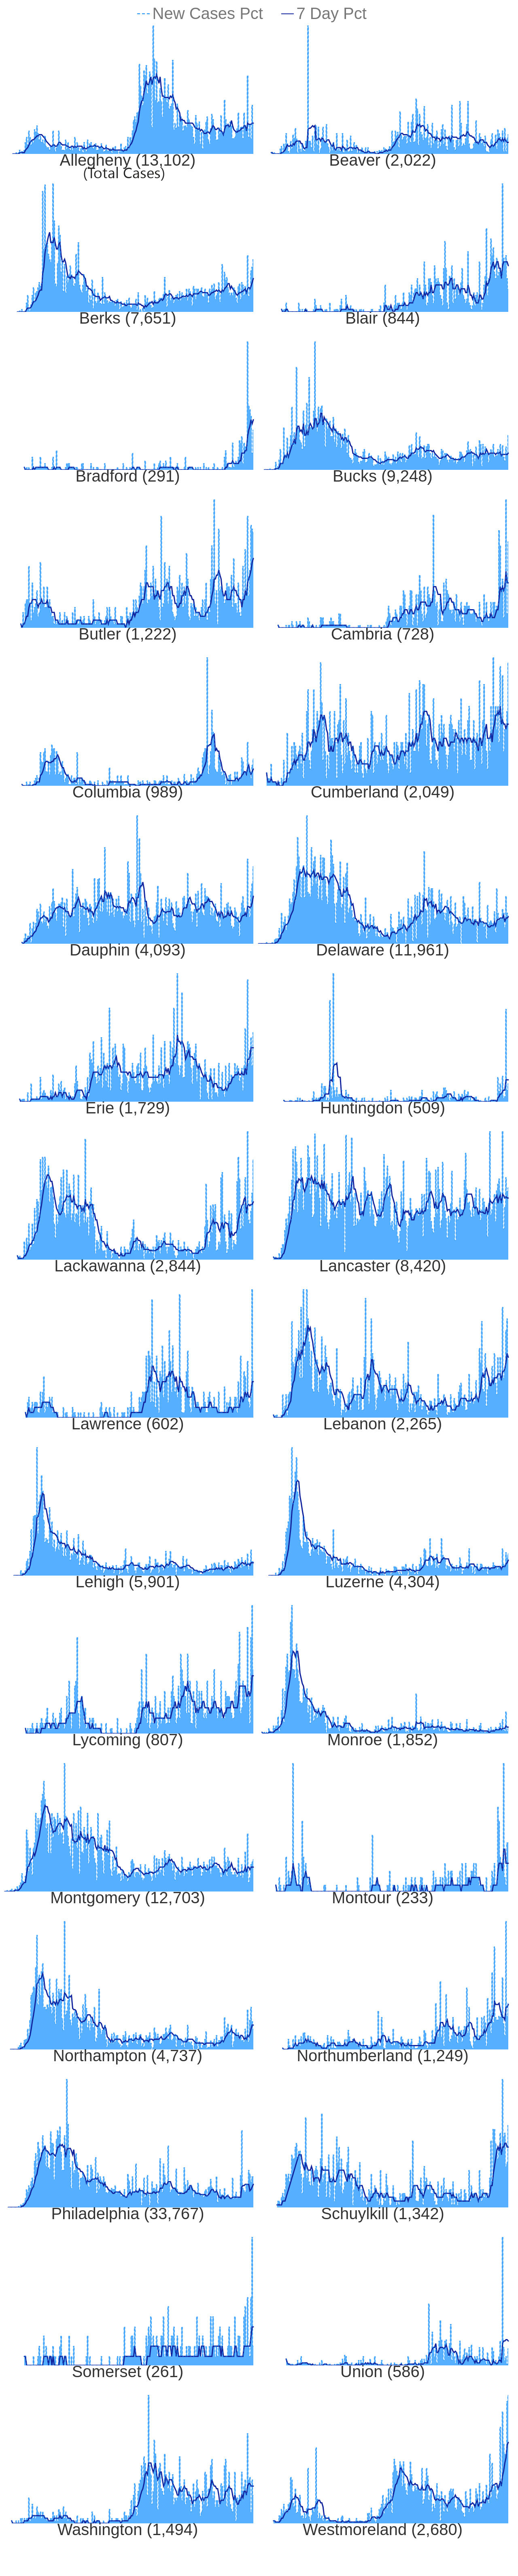 New Cases Pct 7 Day Pct
Allegheny (13,102) Beaver (2,022)
(Total Cases)
Berks (7,651) Blair (844)
Bradford (291) Bucks (9,248)
Butler (1,222) Cambria (728)
Columbia (989) Cumberland (2,049)
Dauphin (4,093) Delaware (11,961)
Erie (1,729) Huntingdon (509)
Lackawanna (2,844) Lancaster (8,420)
Lawrence (602) Lebanon (2,265)
Lehigh (5,901) Luzerne (4,304)
Lycoming (807) Monroe (1,852)
Montgomery (12,703) Montour (233)
Northampton (4,737) Northumberland (1,249)
Philadelphia (33,767) Schuylkill (1,342)
Somerset (261) Union (586)
Washington (1,494) Westmoreland (2,680)